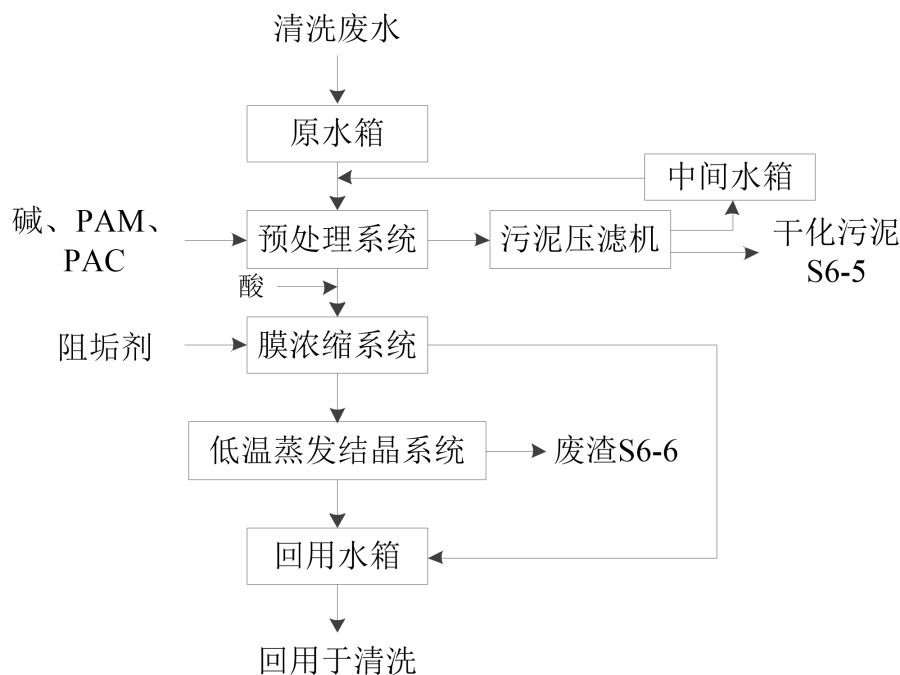 清洗废水
原水箱
中间水箱
碱、PAM、
PAC
预处理系统
污泥压滤机
干化污泥
S6-5
酸
阻垢剂
膜浓缩系统
低温蒸发结晶系统
废渣S6-6
回用水箱
回用于清洗